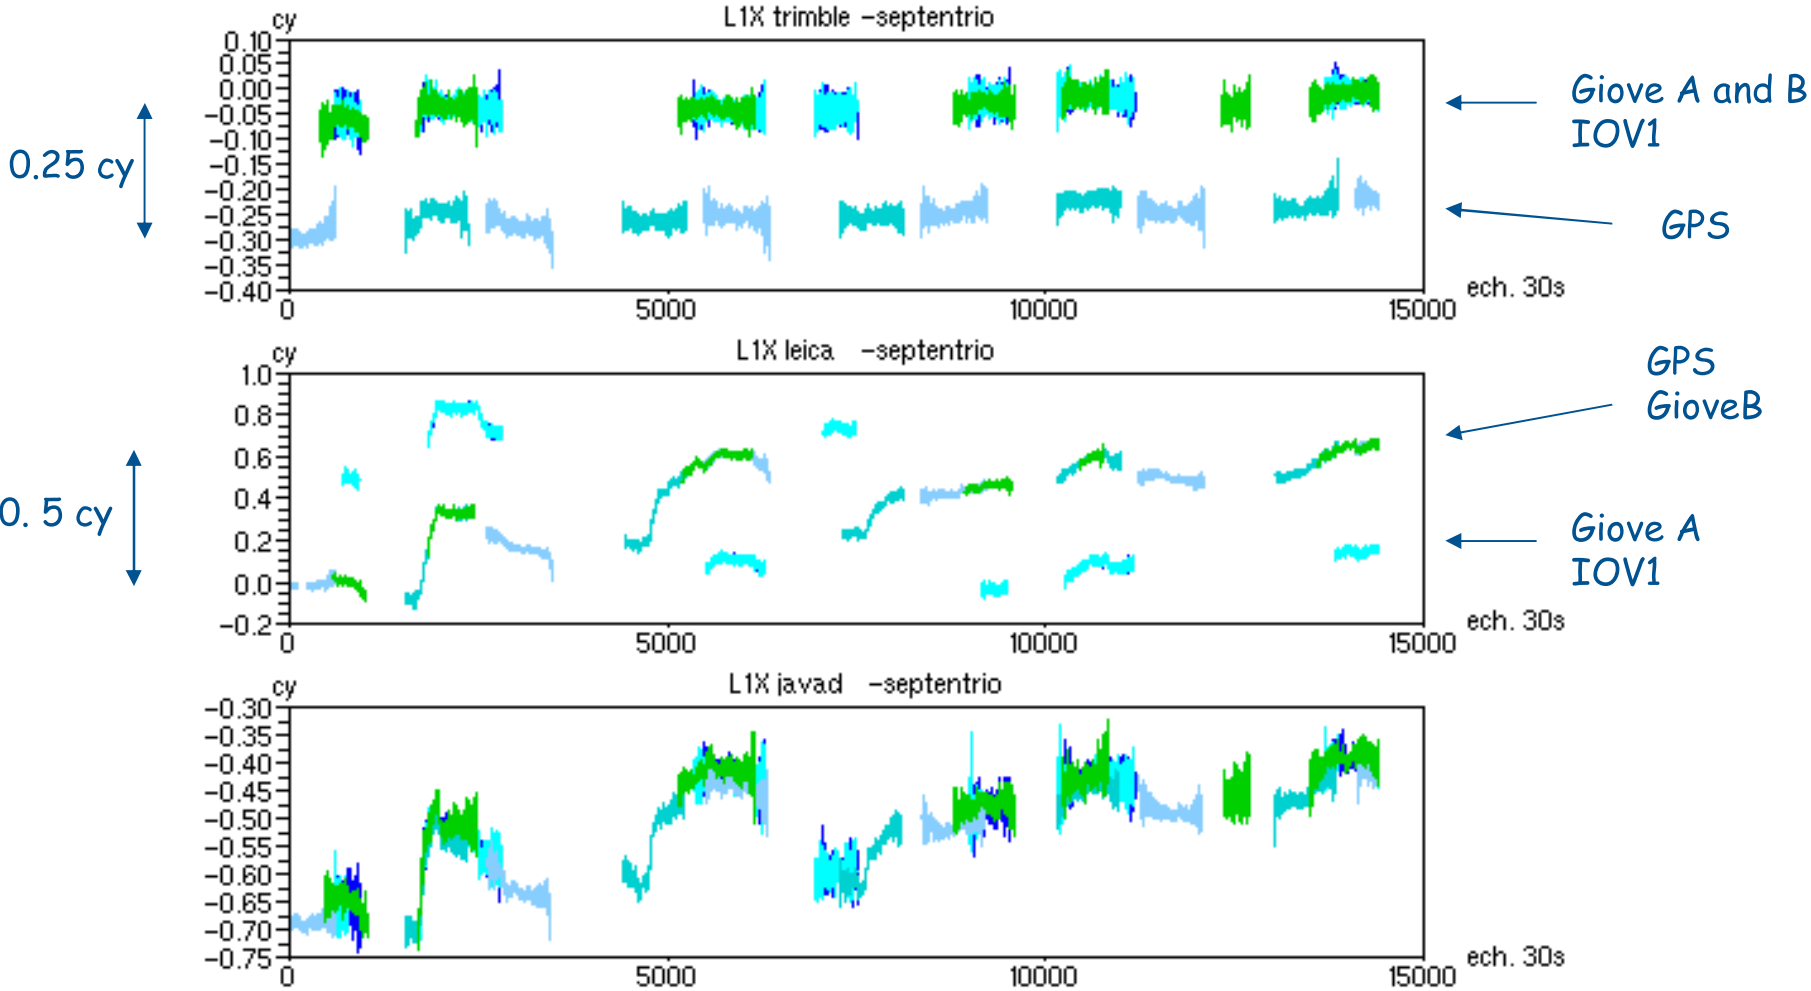 cy L1X trimble -septentrio
0.10
0.05
0.00
-0.05
-0.10
-0.15
-0.20
-0.25
-0.30
-0.35
-0.40
0 5000 10000 15000
ech. 30s
0.25 cy
Giove A and B
IOV1
GPS
cy L1X leica -septentrio
1.0
0.8
0.6
0.4
0.2
0.0
-0.2
0 5000 10000 15000
ech. 30s
0. 5 cy
GPS
GioveB
Giove A
IOV1
cy L1X javad -septentrio
-0.30
-0.35
-0.40
-0.45
-0.50
-0.55
-0.60
-0.65
-0.70
-0.75
0 5000 10000 15000
ech. 30s